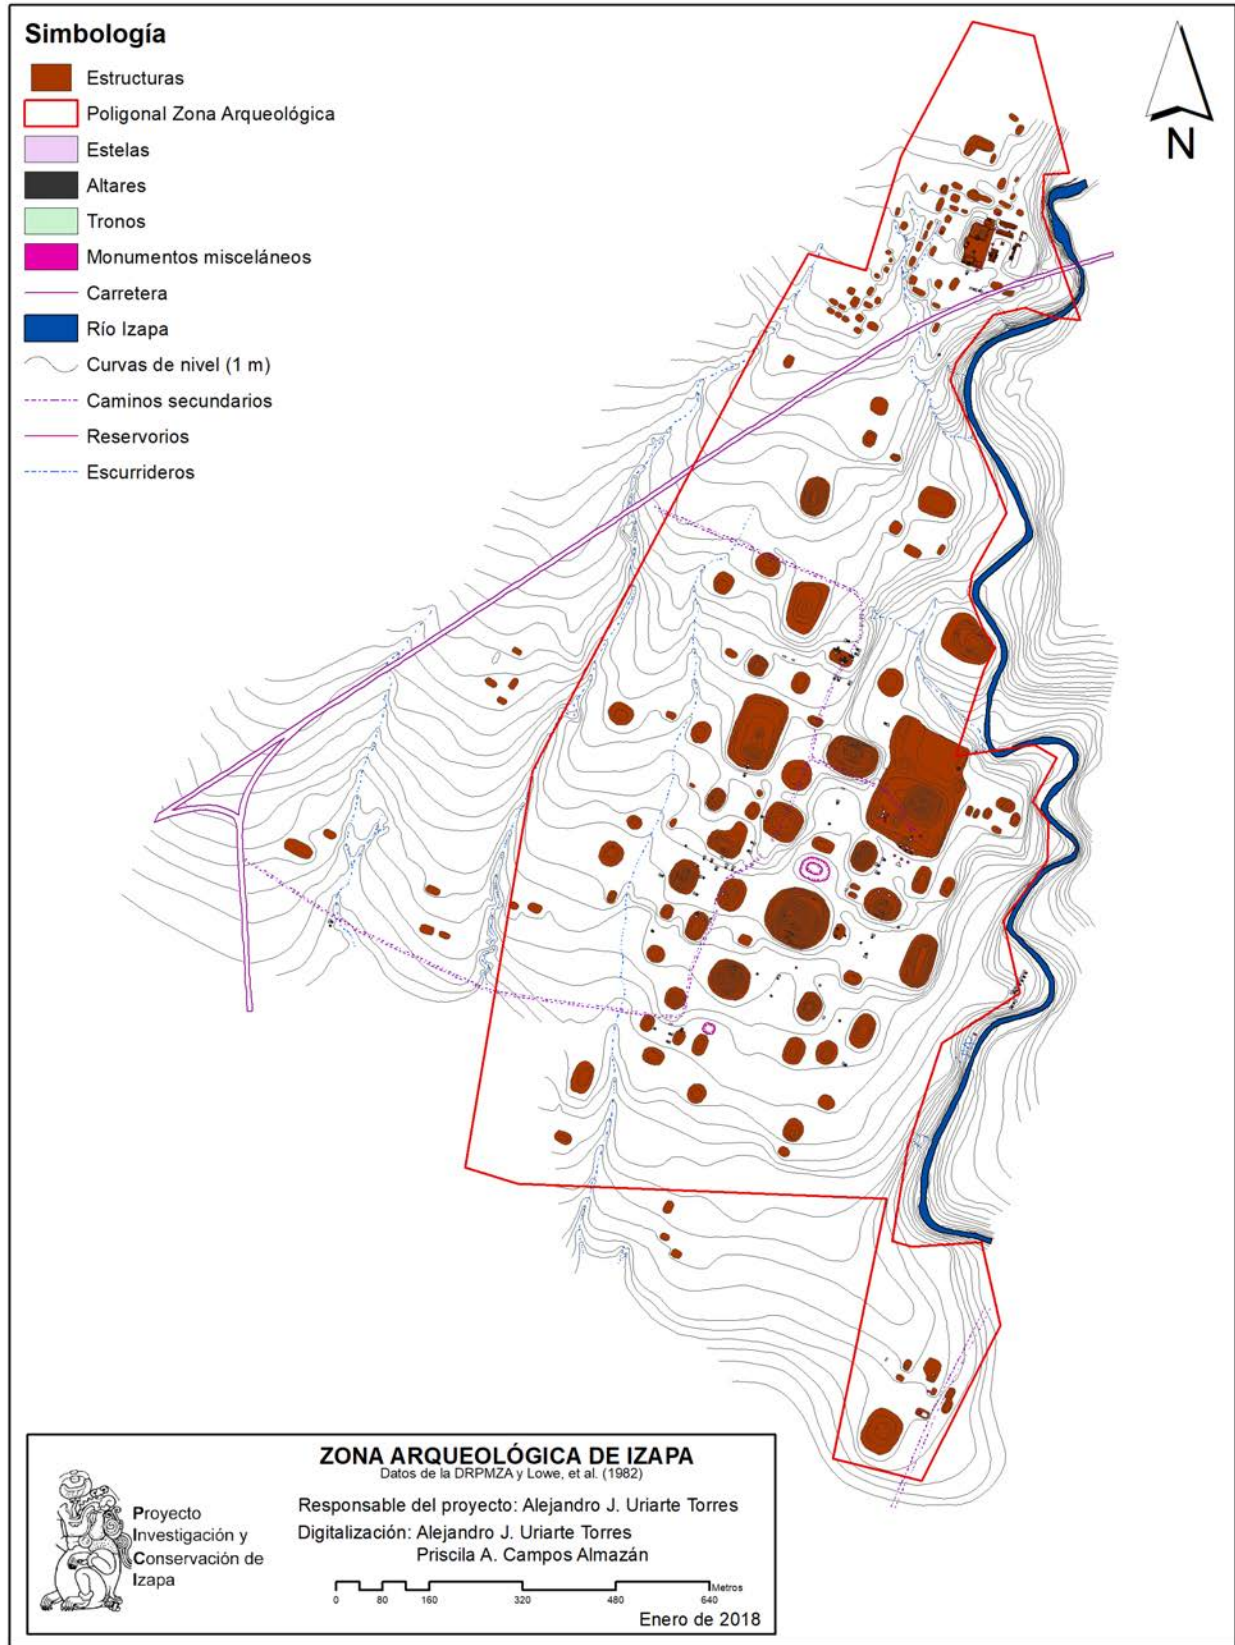 Simbología
Estructuras
Poligonal Zona Arqueológica
Estelas
Altares
Tronos
Monumentos misceláneos
Carretera
Río Izapa
Curvas de nivel (1 m)
Caminos secundarios
Reservorios
Escurrideros
N
ZONA ARQUEOLÓGICA DE IZAPA
Datos de la DRPMZA y Lowe, et al. (1982)
Responsable del proyecto: Alejandro J. Uriarte Torres
Digitalización: Alejandro J. Uriarte Torres
Priscila A. Campos Almazán
Proyecto
Investigación y
Conservación de
Izapa
Metros
0 80 160 320 480 640
Enero de 2018